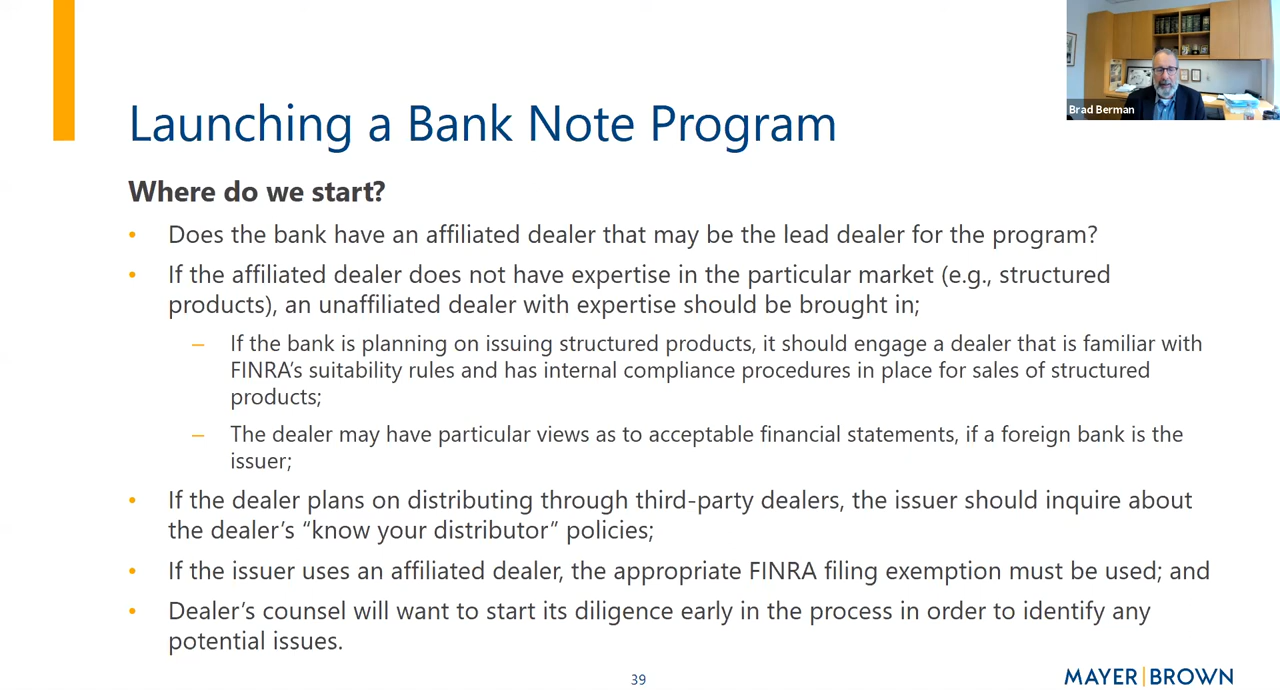 Brad Berman
Launching a Bank Note Program
Where do we start?
• Does the bank have an affiliated dealer that may be the lead dealer for the program?
• If the affiliated dealer does not have expertise in the particular market (e.g., structured
products), an unaffiliated dealer with expertise should be brought in;
– If the bank is planning on issuing structured products, it should engage a dealer that is familiar with
FINRA’s suitability rules and has internal compliance procedures in place for sales of structured
products;
– The dealer may have particular views as to acceptable financial statements, if a foreign bank is the
issuer;
• If the dealer plans on distributing through third-party dealers, the issuer should inquire about
the dealer’s “know your distributor” policies;
• If the issuer uses an affiliated dealer, the appropriate FINRA filing exemption must be used; and
• Dealer’s counsel will want to start its diligence early in the process in order to identify any
potential issues.
39
MAYER|BROWN